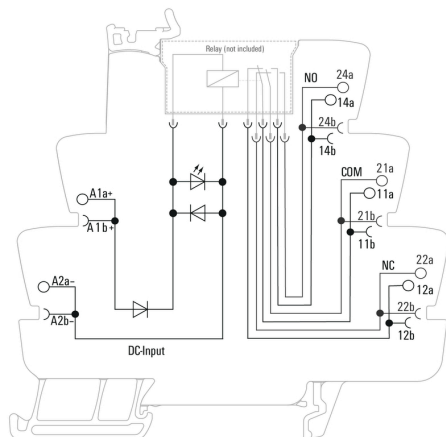 Relay (not included)
NO
24a
14a
24b
14b
COM
21a
11a
21b
11b
A1a+
A1b+
NC
22a
12a
22b
12b
A2a–
A2b–
DC-Input